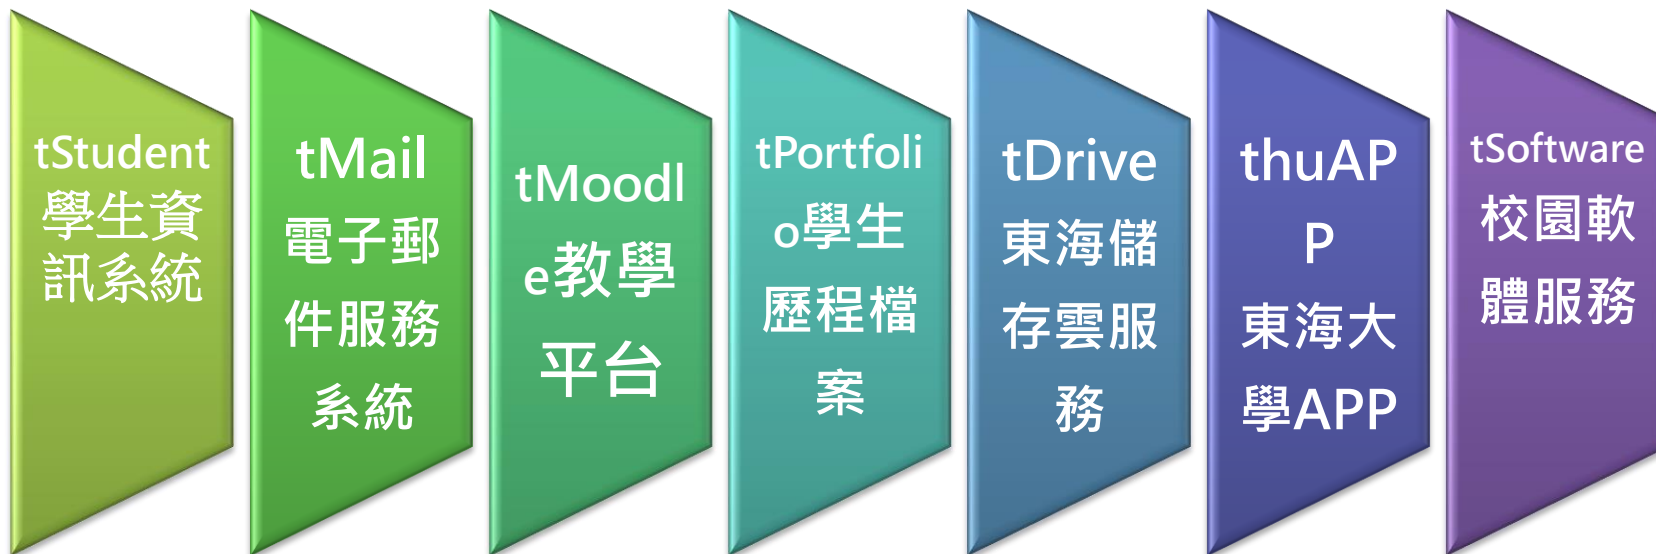 tStudent
學生資
訊系統
tMail
電子郵
件服務
系統
tMoodl
e教學
平台
tPortfoli
o學生
歷程檔
案
tDrive
東海儲
存雲服
務
thuAP
P
東海大
學APP
tSoftware
校園軟
體服務